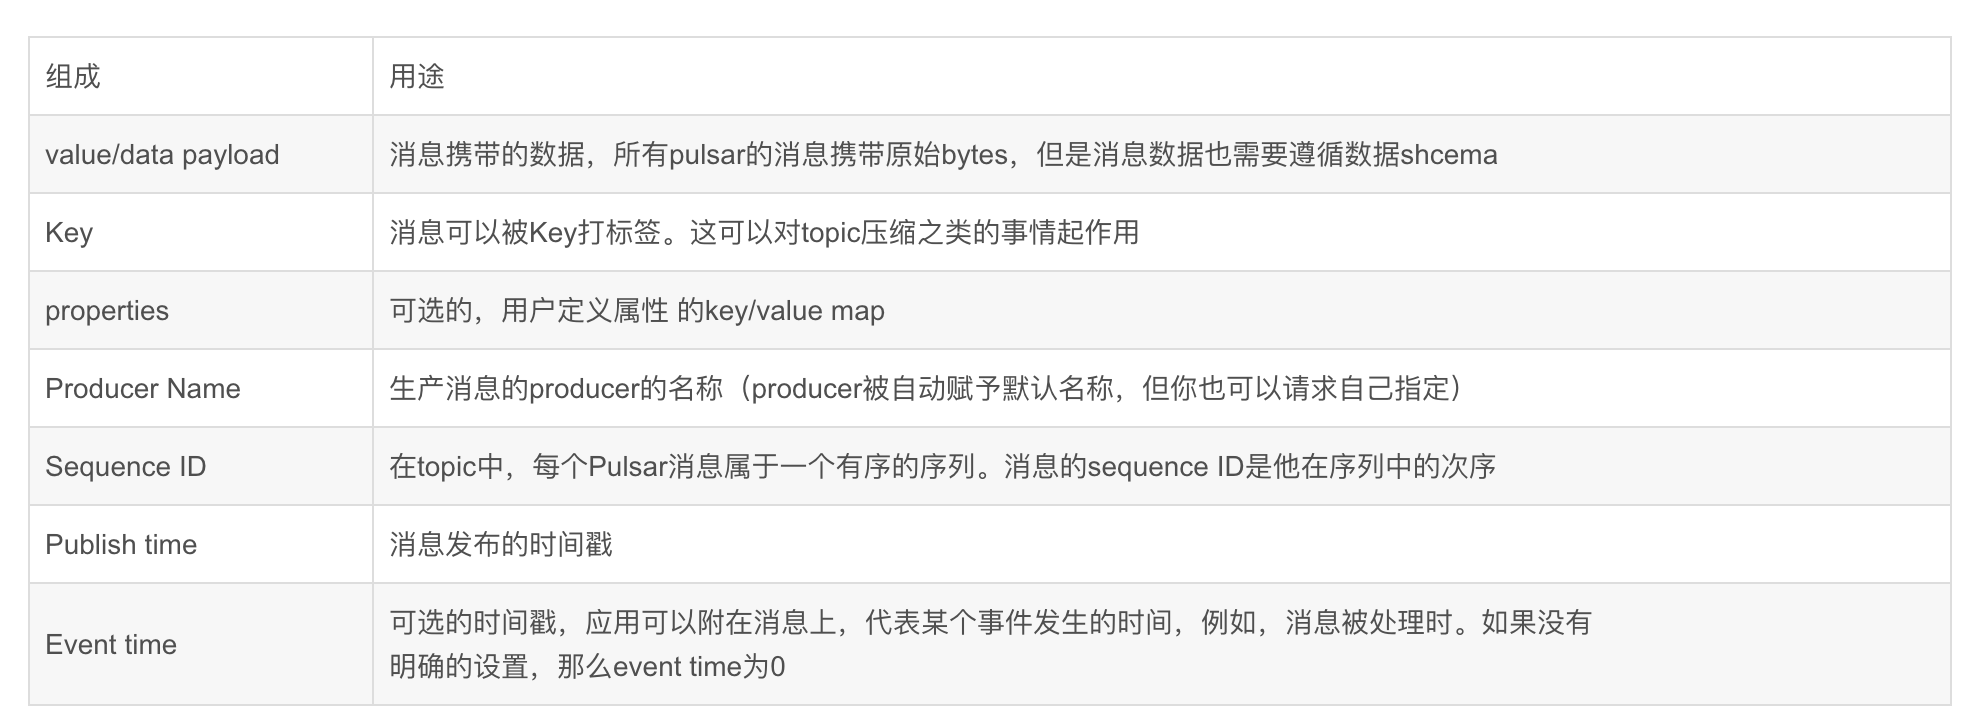 组成
用途
value/data payload
消息携带的数据，所有pulsar的消息携带原始bytes，但是消息数据也需要遵循数据shcema
Key
消息可以被Key打标签。这可以对topic压缩之类的事情起作用
properties
可选的，用户定义属性 的key/value map
Producer Name
生产消息的producer的名称（producer被自动赋予默认名称，但你也可以请求自己指定）
Sequence ID
在topic中，每个Pulsar消息属于一个有序的序列。消息的sequence ID是他在序列中的次序
Publish time
消息发布的时间戳
Event time
可选的时间戳，应用可以附在消息上，代表某个事件发生的时间，例如，消息被处理时。如果没有
明确的设置，那么event time为0